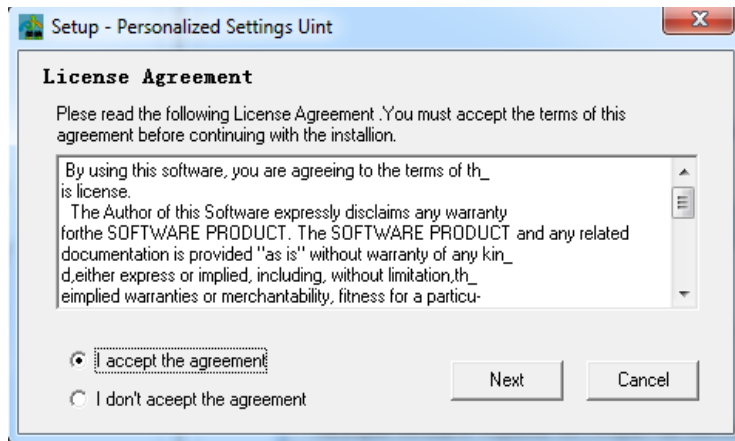 Setup - Personalized Settings Uint
License Agreement
Plese read the following License Agreement .You must accept the terms of this
agreement before continuing with the installion.
By using this software, you are agreeing to the terms of th_
is license.
The Author of this Software expressly disclaims any warranty
forthe SOFTWARE PRODUCT. The SOFTWARE PRODUCT and any related
documentation is provided "as is" without warranty of any kin_
d,either express or implied, including, without limitation,th_
eimplied warranties or merchantability, fitness for a particu-
I accept the agreement
I don't aceept the agreement
Next
Cancel